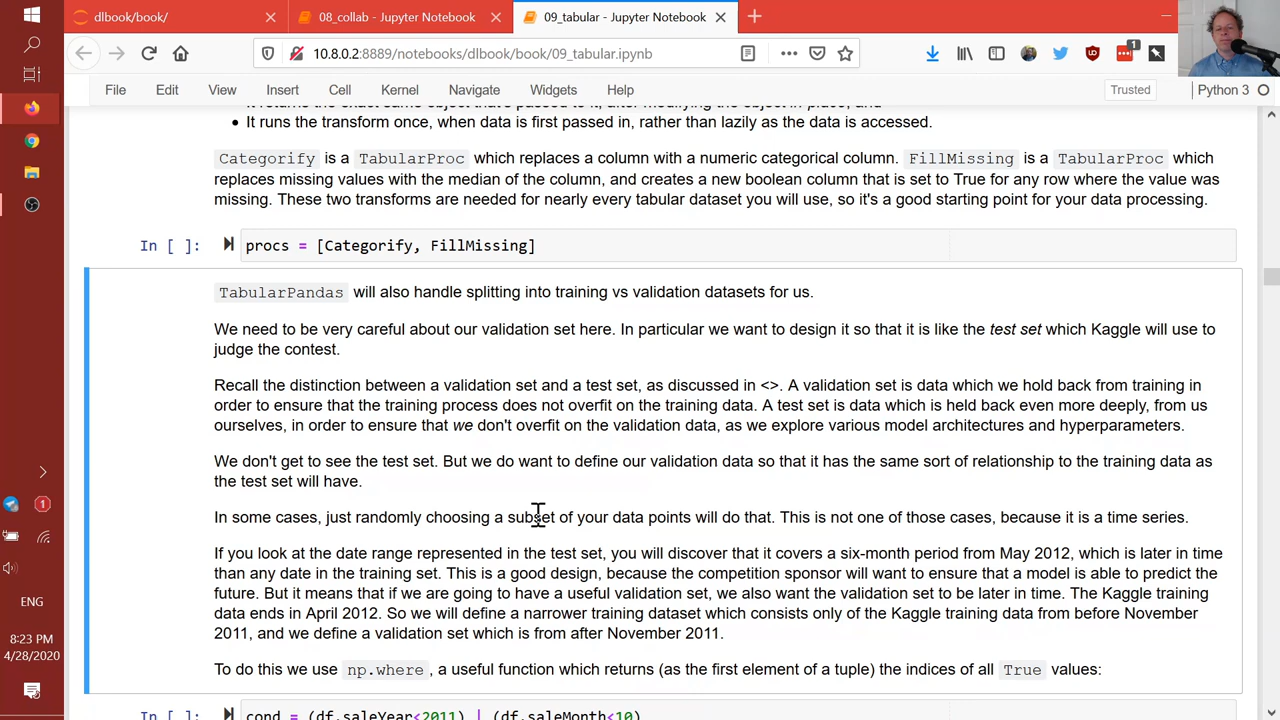 dlbook/book/
08_collab - Jupyter Notebook
09_tabular - Jupyter Notebook
10.8.0.2:8889/notebooks/dlbook/book/09_tabular.ipynb
1
File Edit View Insert Cell Kernel Navigate Widgets Help
Trusted
Python 3
It runs the transform once, when data is first passed in, rather than lazily as the data is accessed.
Categorify is a TabularProc which replaces a column with a numeric categorical column. FillMissing is a TabularProc which
replaces missing values with the median of the column, and creates a new boolean column that is set to True for any row where the value was
missing. These two transforms are needed for nearly every tabular dataset you will use, so it's a good starting point for your data processing.
In [ ]: procs = [Categorify, FillMissing]
TabularPandas will also handle splitting into training vs validation datasets for us.
We need to be very careful about our validation set here. In particular we want to design it so that it is like the test set which Kaggle will use to
judge the contest.
Recall the distinction between a validation set and a test set, as discussed in <>. A validation set is data which we hold back from training in
order to ensure that the training process does not overfit on the training data. A test set is data which is held back even more deeply, from us
ourselves, in order to ensure that we don't overfit on the validation data, as we explore various model architectures and hyperparameters.
We don't get to see the test set. But we do want to define our validation data so that it has the same sort of relationship to the training data as
the test set will have.
In some cases, just randomly choosing a subset of your data points will do that. This is not one of those cases, because it is a time series.
If you look at the date range represented in the test set, you will discover that it covers a six-month period from May 2012, which is later in time
than any date in the training set. This is a good design, because the competition sponsor will want to ensure that a model is able to predict the
future. But it means that if we are going to have a useful validation set, we also want the validation set to be later in time. The Kaggle training
data ends in April 2012. So we will define a narrower training dataset which consists only of the Kaggle training data from before November
2011, and we define a validation set which is from after November 2011.
To do this we use np.where, a useful function which returns (as the first element of a tuple) the indices of all True values:
In [ ]: cond = (df.saleYear<2011) | (df.saleMonth<10)
1
ENG
8:23 PM
4/28/2020